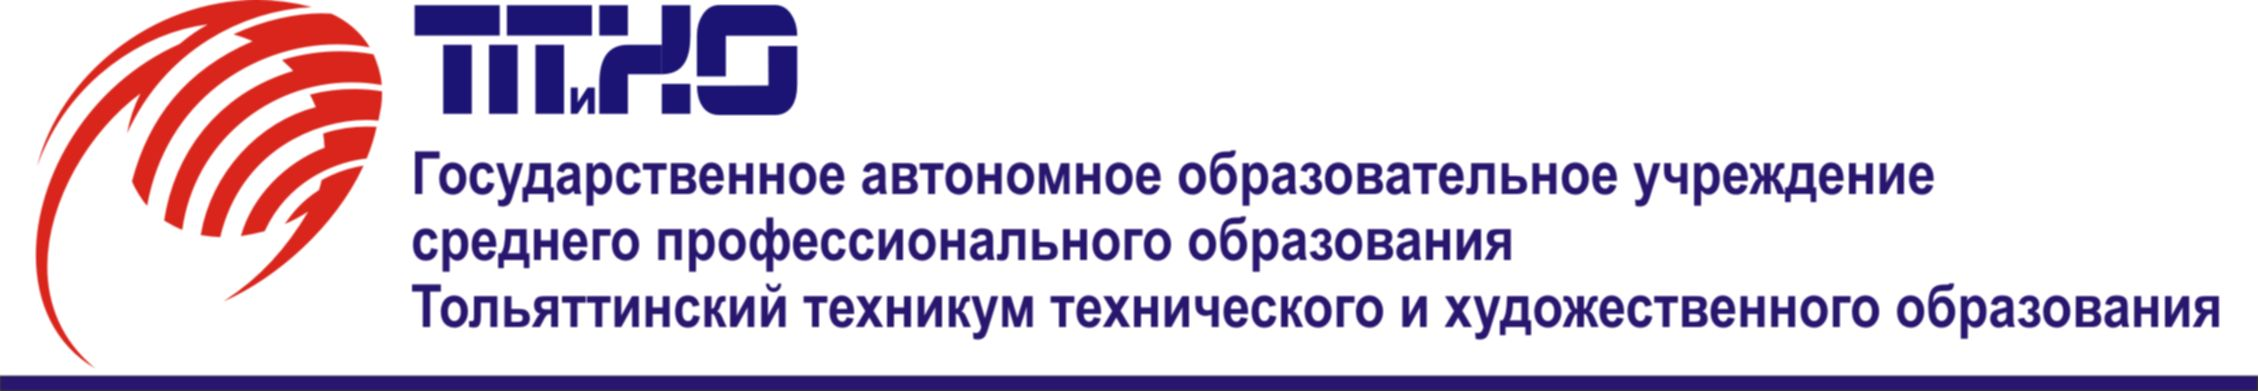 ТТТиХО
Государственное автономное образовательное учреждение
среднего профессионального образования
Тольяттинский техникум технического и художественного образования